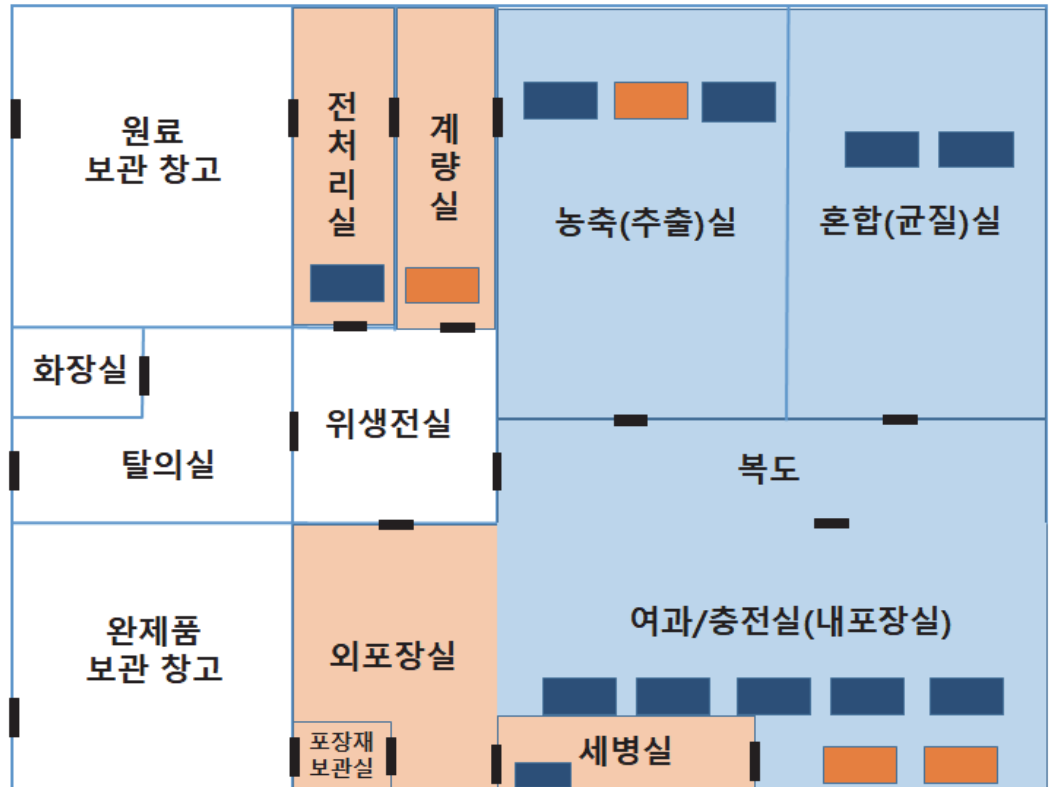 원료
보관 창고
전
처
리
실
계
량
실
농축(추출)실
혼합(균질)실
화장실
탈의실
위생전실
복도
완제품
보관 창고
외포장실
여과/충전실(내포장실)
포장재
보관실
세병실